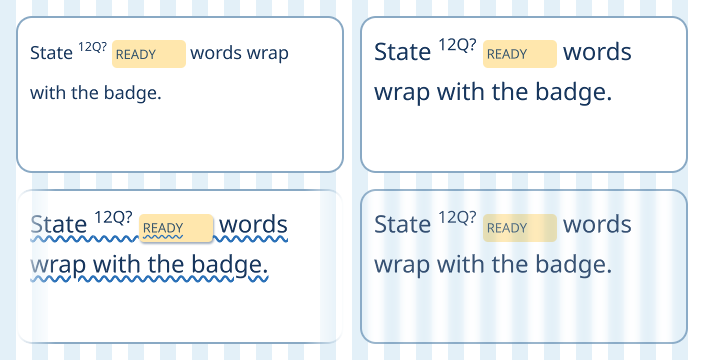 State 12Q? READY words wrap
with the badge.
State 12Q? READY words
wrap with the badge.
State 12Q? READY words
wrap with the badge.
State 12Q? READY words
wrap with the badge.